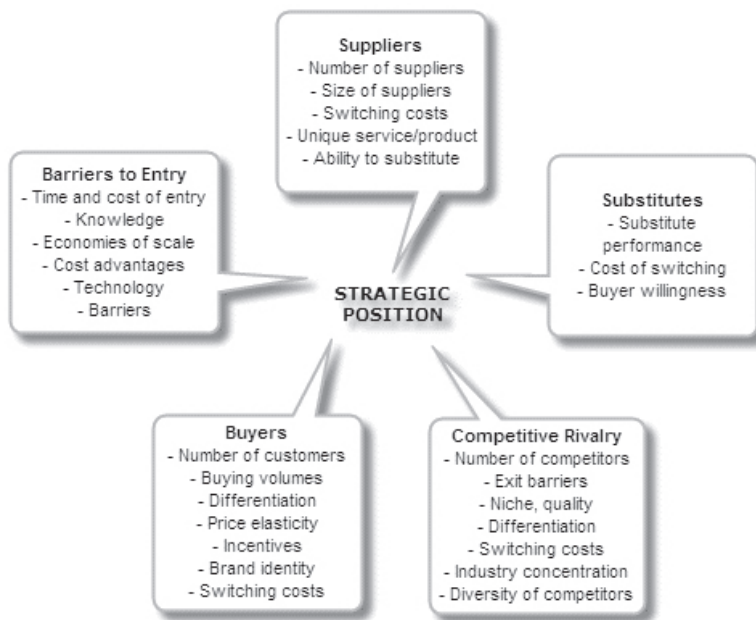 Suppliers
- Number of suppliers
- Size of suppliers
- Switching costs
- Unique service/product
- Ability to substitute
Barriers to Entry
- Time and cost of entry
- Knowledge
- Economies of scale
- Cost advantages
- Technology
- Barriers
Substitutes
- Substitute
performance
- Cost of switching
- Buyer willingness
STRATEGIC
POSITION
Buyers
- Number of customers
- Buying volumes
- Differentiation
- Price elasticity
- Incentives
- Brand identity
- Switching costs
Competitive Rivalry
- Number of competitors
- Exit barriers
- Niche, quality
- Differentiation
- Switching costs
- Industry concentration
- Diversity of competitors